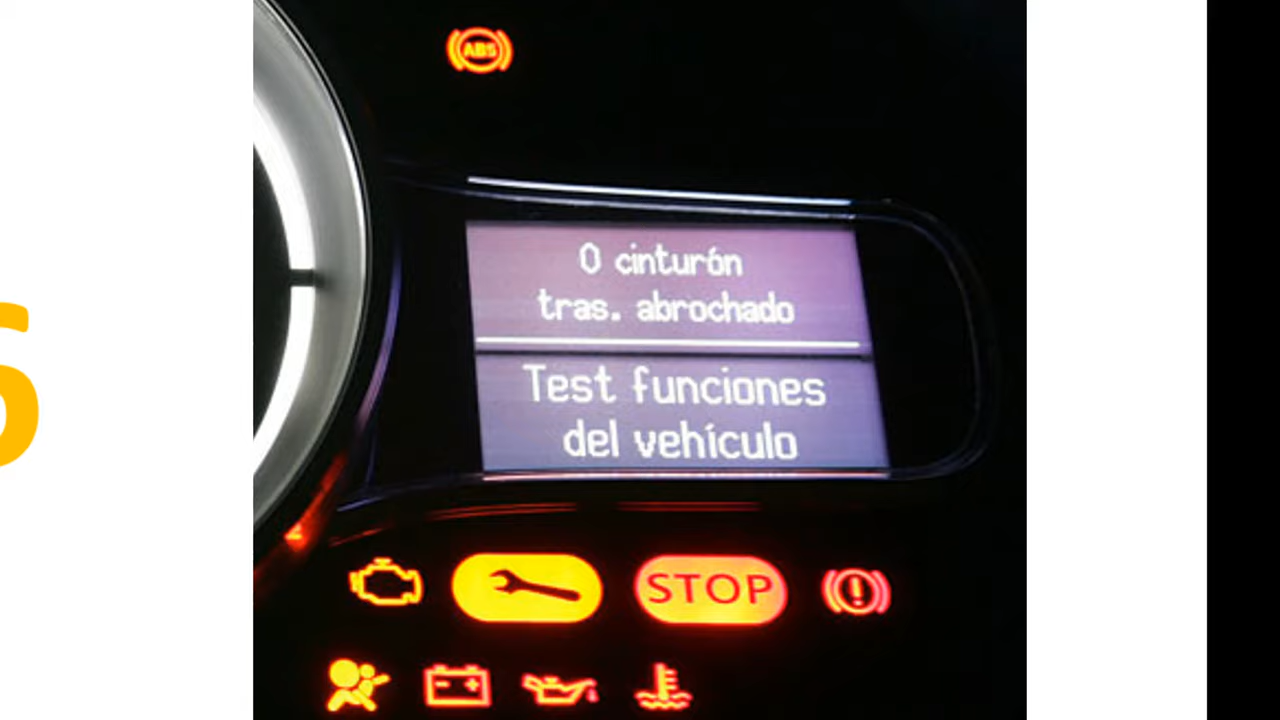 ABS
0 cinturón
tras. abrochado
Test funciones
del vehículo
STOP